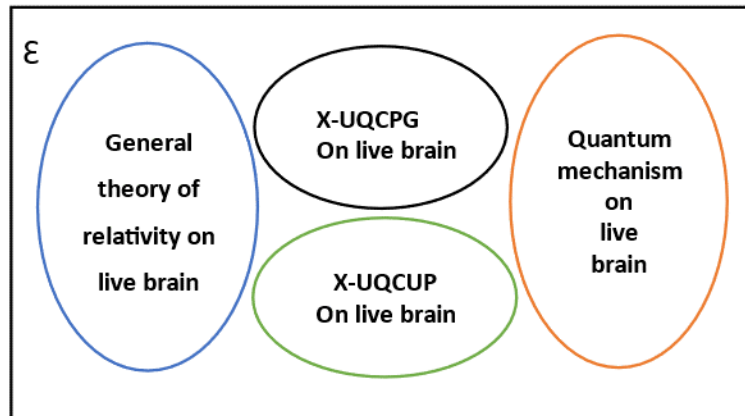 ℇ
General
theory of
relativity on
live brain
X-UQCPG
On live brain
X-UQCUP
On live brain
Quantum
mechanism
on
live
brain